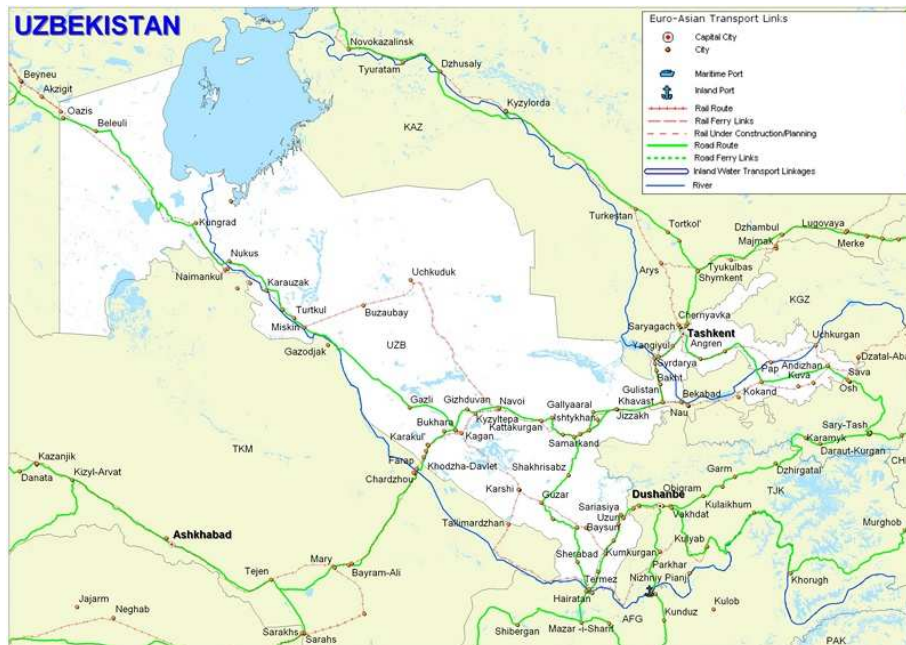 UZBEKISTAN
Euro-Asian Transport Links
Capital City
City
Maritime Port
Inland Port
Rail Route
Rail Ferry Links
Rail Under Construction/Planning
Road Route
Road Ferry Links
Inland Water Transport Linkages
River
Novokazalinsk
Tyuratam
Dzhusaly
Beyneu
Akzigit
Oazis
Beleuli
Kyzylorda
KAZ
Turkestan
Tortkol'
Dzhambul
Lugovaya
Majmak
Merke
Kungrad
Nukus
Naimankul
Arys
Tyukulbas
Shymkent
Karauzak
Uchkuduk
Turtkul
Buzaubay
Miskin
KGZ
Chernyavka
Saryagach
Tashkent
Angren
Uchkurgan
Gazodjak
UZB
Yangiyul
Syrdarya
Dzatal-Aba
Pap
Andizhan
Kuva
Sava
Bakht
Gulistan
Bekabad
Kokand
Osh
Gazli
Gizhduvan
Navoi
Gallyaaral
Khavast
Nau
Ishtykhan
Jizzakh
Kyzyltepa
Kattakurgan
Bukhara
Kagan
Samarkand
Sary-Tash
Karakul'
Karamyk
Daraut-Kurgan
TKM
Farap
Khodzha-Davlet
Shakhrisabz
Chardzhou
Kazanjik
Danata
Kizyl-Arvat
Karshi
Guzar
Garm
Dzhirgatal'
CH
Obigram
TJK
Dushanbe
Sariasiya
Uzun
Vakhdat
Kulaikhum
Tallimardzhan
Baysun
Murghob
Ashkhabad
Sherabad
Kumkurgan
Kulyab
Mary
Parkhar
Tejen
Bayram-Ali
Termez
Nizhniy Pianj
Khorugh
Hairatan
Jajarm
Neghab
Kunduz
Kulob
Shibergan
Mazar -i-Sharif
AFG
Sarakhs
Sarahs
PAK